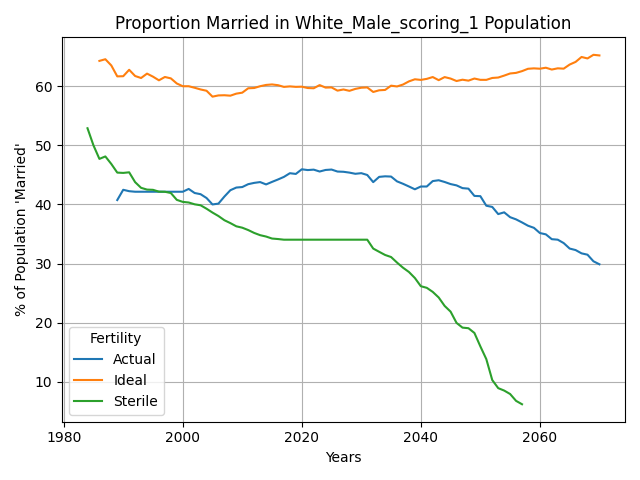 Proportion Married in White_Male_scoring_1 Population
% of Population 'Married'
60
50
40
30
20
10
Fertility
Actual
Ideal
Sterile
1980
2000
2020
2040
2060
Years